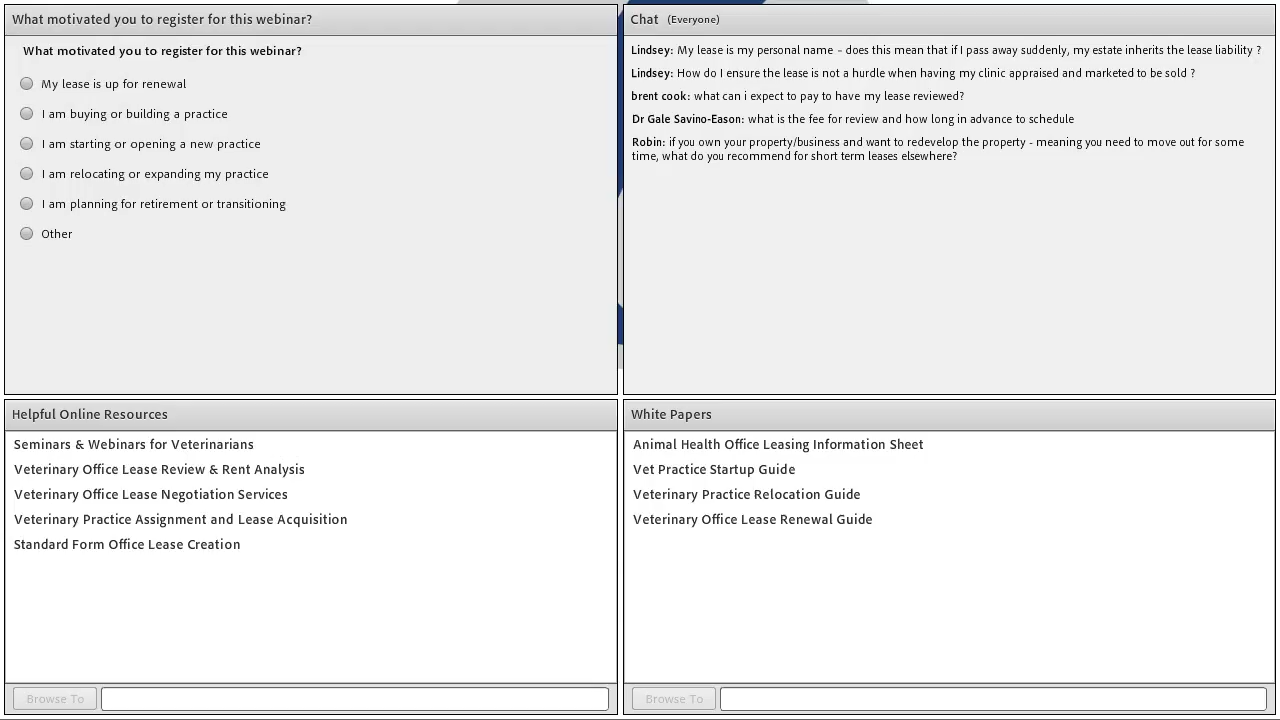 What motivated you to register for this webinar?
What motivated you to register for this webinar?
My lease is up for renewal
I am buying or building a practice
I am starting or opening a new practice
I am relocating or expanding my practice
I am planning for retirement or transitioning
Other
Chat (Everyone)
Lindsey: My lease is my personal name - does this mean that if I pass away suddenly, my estate inherits the lease liability ?
Lindsey: How do I ensure the lease is not a hurdle when having my clinic appraised and marketed to be sold ?
brent cook: what can i expect to pay to have my lease reviewed?
Dr Gale Savino-Eason: what is the fee for review and how long in advance to schedule
Robin: if you own your property/business and want to redevelop the property - meaning you need to move out for some
time, what do you recommend for short term leases elsewhere?
Helpful Online Resources
Seminars & Webinars for Veterinarians
Veterinary Office Lease Review & Rent Analysis
Veterinary Office Lease Negotiation Services
Veterinary Practice Assignment and Lease Acquisition
Standard Form Office Lease Creation
Browse To
White Papers
Animal Health Office Leasing Information Sheet
Vet Practice Startup Guide
Veterinary Practice Relocation Guide
Veterinary Office Lease Renewal Guide
Browse To